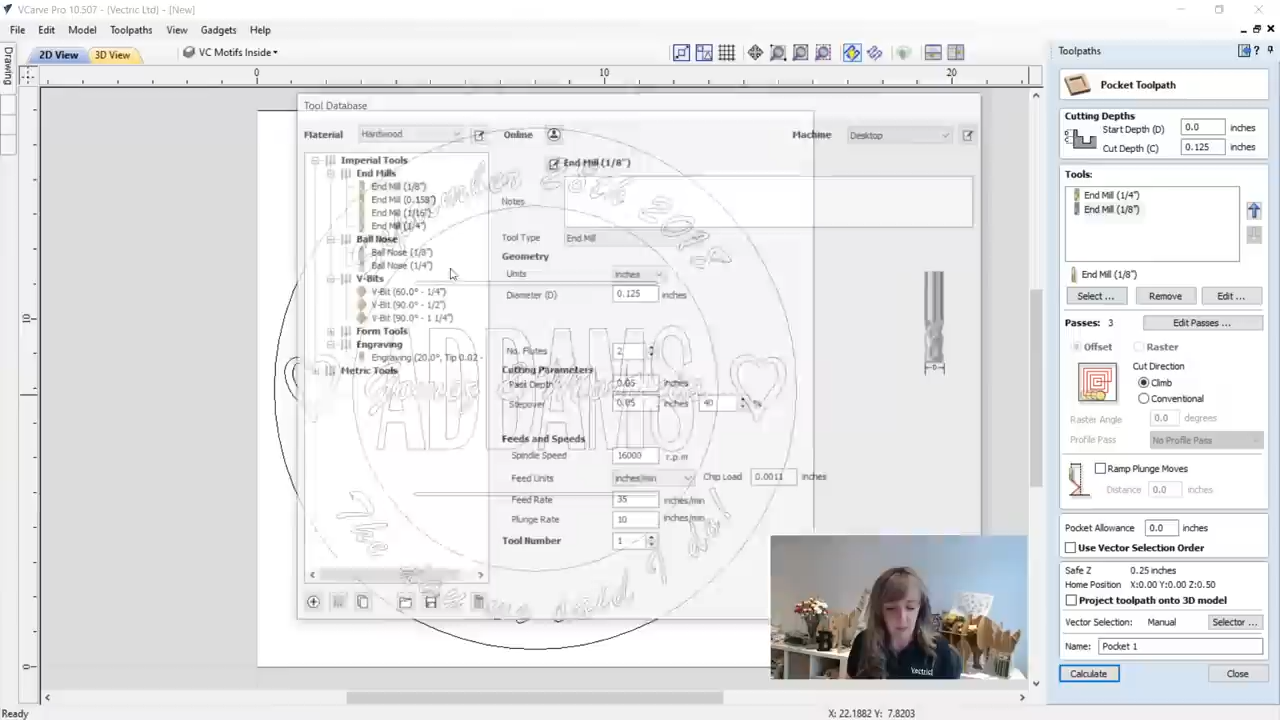 VCarve Pro 10.507 - {Vectric Ltd} - [New]
File Edit Model Toolpaths View Gadgets Help
2D View 3D View VC Motifs Inside
Toolpaths
Drawing
0 10 20
10
0
Tool Database
Material Hardwood Online Machine Desktop
Imperial Tools
End Mills
End Mill (1/8")
End Mill (0.158"
End Mill (1/16")
End Mill (1/4")
Ball Nose
Ball Nose (1/8")
Ball Nose (1/4")
V-Bits
V-Bit (60.0° - 1/4")
V-Bit (90.0° - 1/2")
V-Bit (90.0° - 1 1/4")
Form Tools
Engraving
Engraving (20.0°, Tip 0.02 -
Metric Tools
End Mill (1/8")
Notes
Tool Type End Mill
Geometry
Units inches
Diameter (D) 0.125 inches
No. Flutes 2
Cutting Parameters
Pass Depth 0.05 inches
Stepover 0.05 inches 40 %
Feeds and Speeds
Spindle Speed 16000 r.p.m
Feed Units inches/min Chip Load 0.0011 inches
Feed Rate 35 inches/min
Plunge Rate 10 inches/min
Tool Number 1
D
ADDAMS
Pocket Toolpath
Cutting Depths
Start Depth (D) 0.0 inches
Cut Depth (C) 0.125 inches
Tools:
End Mill (1/4")
End Mill (1/8")
End Mill (1/8")
Select ... Remove Edit ...
Passes: 3 Edit Passes ...
Offset Raster
Cut Direction
Climb
Conventional
Raster Angle 0.0 degrees
Profile Pass No Profile Pass
Ramp Plunge Moves
Distance 0.0 inches
Pocket Allowance 0.0 inches
Use Vector Selection Order
Safe Z 0.25 inches
Home Position X:0.00 Y:0.00 Z:0.50
Project toolpath onto 3D model
Vector Selection: Manual Selector ...
Name: Pocket 1
Calculate Close
Vectric
Ready X: 22.1882 Y: 7.8203